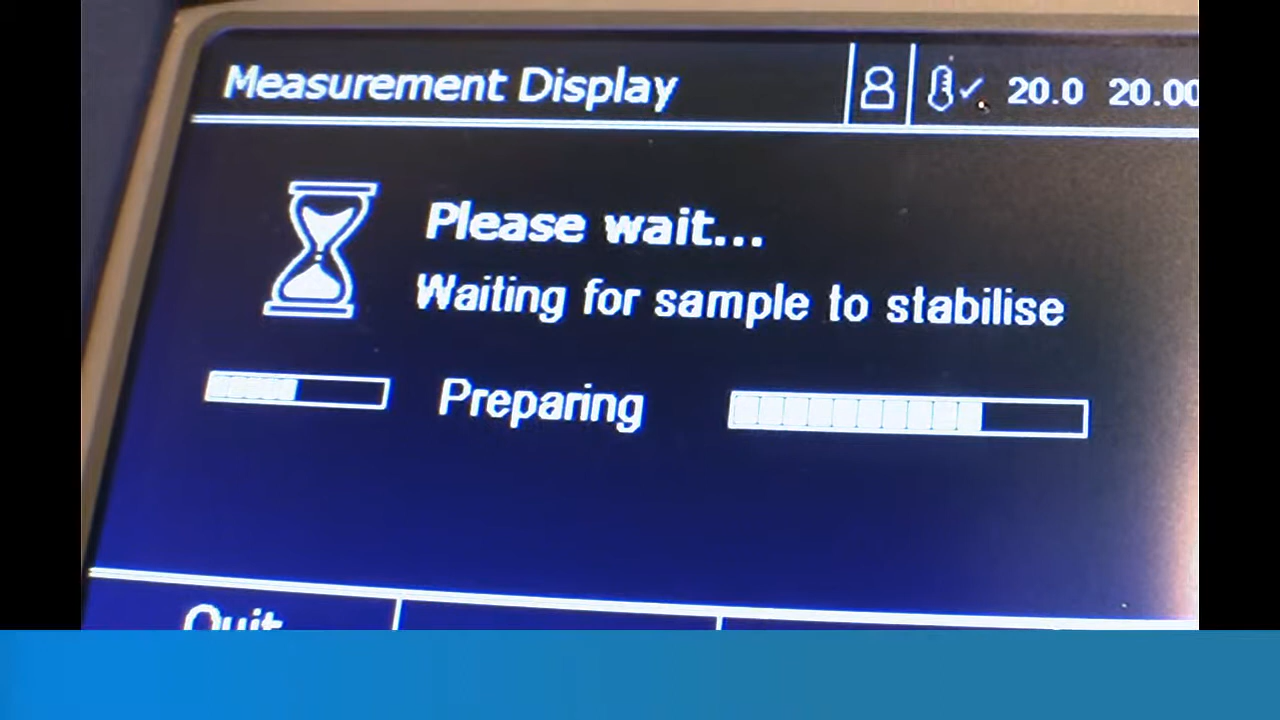 Measurement Display 20.0 20.00
Please wait...
Waiting for sample to stabilise
Preparing
Quit